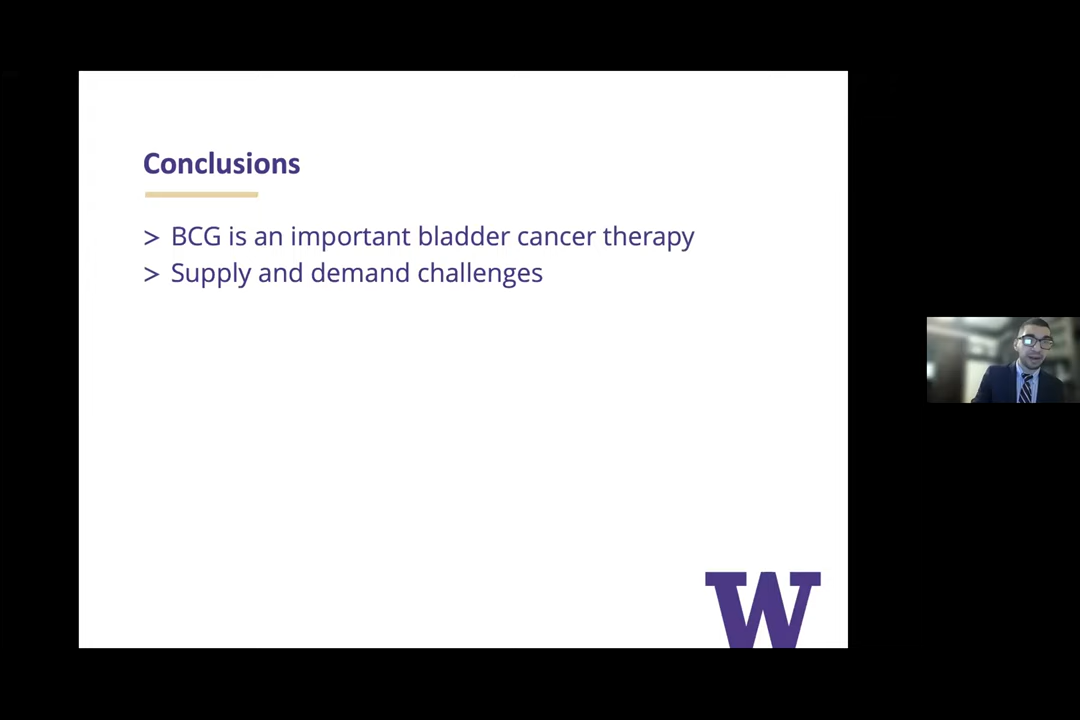 Conclusions
> BCG is an important bladder cancer therapy
> Supply and demand challenges
W